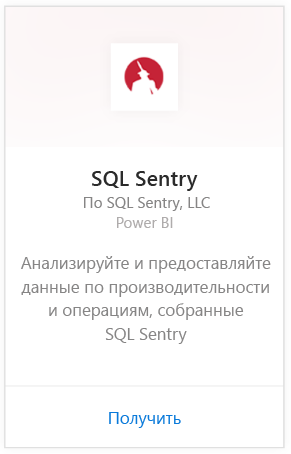 SQL Sentry
По SQL Sentry, LLC
Power BI
Анализируйте и предоставляйте
данные по производительности
и операциям, собранные
SQL Sentry
Получить